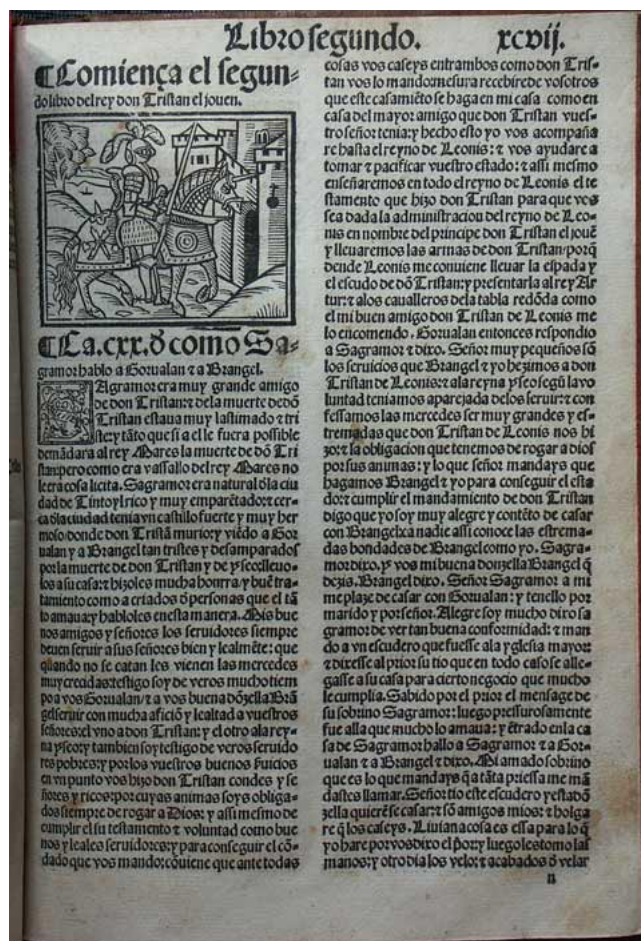 Libro segundo. xcvij.
¶Comiença el segun-
do libro del rey don Tristan el jouen.
¶Ca.cxx.d̓ como Sa-
gramor hablo a Gorualan ⁊ a Brangel.
SAgramor era muy grande amigo
de don Tristan:⁊ de la muerte de dō
Tristan estaua muy lastimado ⁊ tri
ste:y tāto que si a el le fuera possible
demādara al rey Mares la muerte de dō Tri
stan:pero como era vassallo del rey Mares no
le era cosa licita. Sagramor era natural d̓la ciu
dad de Tintoyl:rico y muy emparētado:⁊ cer-
ca d̓la ciudad tenia vn castillo fuerte y muy her
moso:donde don Tristā murio:y viēdo a Gor
ualan y a Brangel tan tristes y desamparados
por la muerte de don Tristan y de yseo:lleuo-
los a su casa:⁊ hizoles mucha honrra/y buē tra-
tamiento como a criados d̓ personas que el tā
to amaua:y habloles en esta manera. Mis bue
nos amigos y señores los seruidores siempre
deuen seruir a sus señores bien y lealmēte: que
quādo no se catan les vienen las mercedes
muy crecidas:testigo soy de veros mucho tiem
po a vos Gorualan/⁊ a vos buena dōzella Brā
gel seruir con mucha afició y lealtad a vuestros
señores:el vno a don Tristan: y el otro a la rey-
na yseo:y tambien soy testigo de veros seruido
res pobres:y por los vuestros buenos s̓uicios
en vn punto vos hizo don Tristan condes y se
ñores y ricos:por cuyas animas soys obliga-
dos siempre de rogar a Dios: y assi mesmo de
cumplir el su testamento ⁊ voluntad como bue
nos y leales seruidores:y para conseguir el cō-
dado que vos mando:cōuiene que ante todas
cosas vos caseys entrambos como don Tris-
tan vos lo mando:mesura recebire de vosotros
que este casamiēto se haga en mi casa como en
casa del mayor amigo que don Tristan vues-
tro señor tenia:y hecho esto yo vos acompaña
re hasta el reyno de Leonis: ⁊ vos ayudare a
tomar ⁊ pacificar vuestro estado: ⁊ assi mesmo
enseñaremos en todo el reyno de Leonis el te
stamento que hizo don Tristan para que vos
sea dada la administraciou del reyno de Leo-
nis en nombre del principe don Tristan el jouē
y lleuaremos las armas de don Tristan/porq̄
dende Leonis me conuiene lleuar la espada y
el escudo de dō Tristan:y presentarla al rey Ar
tur:⁊ a los caualleros de la tabla redōda como
el mi buen amigo don Tristan de Leonis me
lo encomendo. Gorualan entonces respondio
a Sagramor ⁊ dixo. Señor muy pequeños sō
los seruicios que Brangel ⁊ yo hezimos a don
Tristan de Leonis:⁊ a la reyna yseo segū la vo
luntad teniamos aparejada de los seruir:⁊ con
fessamos las mercedes ser muy grandes y es-
tremadas que don Tristan de Leonis nos hi
zo:⁊ la obligacion que tenemos de rogar a dios
por sus animas: y lo que señor mandays que
hagamos Brangel ⁊ yo para conseguir el esta
do:⁊ cumplir el mandamiento de don Tristan
digo que yo soy muy alegre y contēto de casar
con Brangel:ca nadie assi conoce las estrema-
das bondades de Brangel como yo. Sagra-
mor dixo.y vos mi buena donzella Brangel q̄
dezis. Brangel dixo. Señor Sagramor a mi
me plaze de casar con Gorualan: y tenello por
marido y por señor. Alegre soy mucho dixo sa
gramor de ver tan buena conformidad: ⁊ man
do a vn escudero que fuesse a la yglesia mayor:
⁊ dixesse al prior su tio que en todo caso se alle-
gasse a su casa para cierto negocio que mucho
le cumplia. Sabido por el prior el mensage de
su sobrino Sagramor: luego pressurosamente
fue alla que mucho lo amaua: y ētrado en la ca
sa de Sagramor hallo a Sagramor ⁊ a Gor-
ualan ⁊ a Brangel ⁊ dixo. Mi amado sobrino
que es lo que mandays q̄ a tāta priessa me mā
dastes llamar. Señor tio este escudero y esta dō
zella quierē se casar:⁊ sō amigos mios: ⁊ holga
re q̄ los caseys. Liuiana cosa es essa para lo q̄
yo hare por vos dixo el p̓or:y luego les tomo las
manos:y otro dia los velo: ⁊ acabados d̓ velar
n